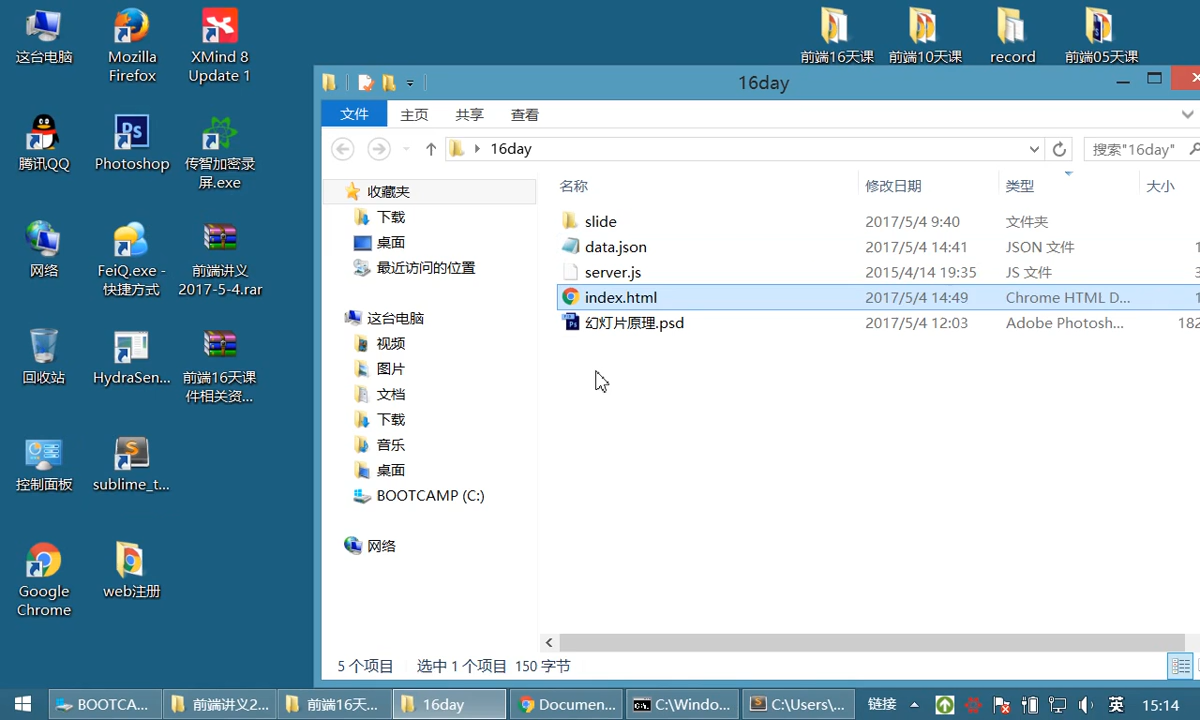 这台电脑
Mozilla
Firefox
XMind 8
Update 1
腾讯QQ
Photoshop
传智加密录
屏.exe
网络
FeiQ.exe -
快捷方式
前端讲义
2017-5-4.rar
回收站
HydraSen...
前端16天课
件相关资...
控制面板
sublime_t...
Google
Chrome
web注册
前端16天课
前端10天课
record
前端05天课
16day
文件
主页
共享
查看
16day
搜索"16day"
收藏夹
下载
桌面
最近访问的位置
这台电脑
视频
图片
文档
下载
音乐
桌面
BOOTCAMP (C:)
网络
名称 修改日期 类型 大小
slide 2017/5/4 9:40 文件夹
data.json 2017/5/4 14:41 JSON 文件 1
server.js 2015/4/14 19:35 JS 文件 3
index.html 2017/5/4 14:49 Chrome HTML D... 1
幻灯片原理.psd 2017/5/4 12:03 Adobe Photosh... 182
5 个项目 选中 1 个项目 150 字节
BOOTCA...
前端讲义2...
前端16天...
16day
Documen...
C:\Windo...
C:\Users\...
链接
英
15:14